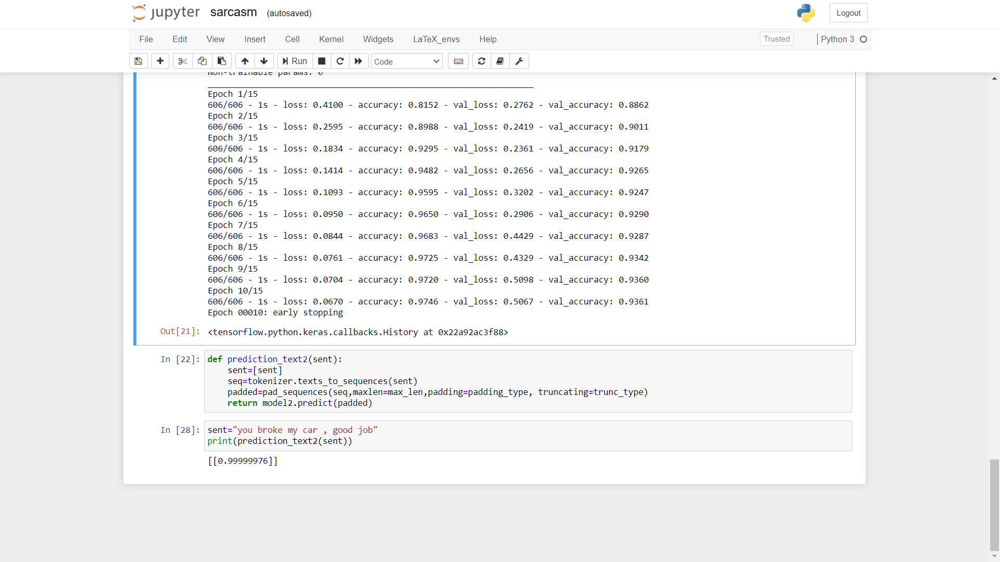 jupyter sarcasm (autosaved)
Logout
File Edit View Insert Cell Kernel Widgets LaTeX_envs Help
Trusted
Python 3
Run
Code
Non-trainable params: 0
_________________________________________________________________
Epoch 1/15
606/606 - 1s - loss: 0.4100 - accuracy: 0.8152 - val_loss: 0.2762 - val_accuracy: 0.8862
Epoch 2/15
606/606 - 1s - loss: 0.2595 - accuracy: 0.8988 - val_loss: 0.2419 - val_accuracy: 0.9011
Epoch 3/15
606/606 - 1s - loss: 0.1834 - accuracy: 0.9295 - val_loss: 0.2361 - val_accuracy: 0.9179
Epoch 4/15
606/606 - 1s - loss: 0.1414 - accuracy: 0.9482 - val_loss: 0.2656 - val_accuracy: 0.9265
Epoch 5/15
606/606 - 1s - loss: 0.1093 - accuracy: 0.9595 - val_loss: 0.3202 - val_accuracy: 0.9247
Epoch 6/15
606/606 - 1s - loss: 0.0950 - accuracy: 0.9650 - val_loss: 0.2906 - val_accuracy: 0.9290
Epoch 7/15
606/606 - 1s - loss: 0.0844 - accuracy: 0.9683 - val_loss: 0.4429 - val_accuracy: 0.9287
Epoch 8/15
606/606 - 1s - loss: 0.0761 - accuracy: 0.9725 - val_loss: 0.4329 - val_accuracy: 0.9342
Epoch 9/15
606/606 - 1s - loss: 0.0704 - accuracy: 0.9720 - val_loss: 0.5098 - val_accuracy: 0.9360
Epoch 10/15
606/606 - 1s - loss: 0.0670 - accuracy: 0.9746 - val_loss: 0.5067 - val_accuracy: 0.9361
Epoch 00010: early stopping
Out[21]: <tensorflow.python.keras.callbacks.History at 0x22a92ac3f88>
In [22]: def prediction_text2(sent):
    sent=[sent]
    seq=tokenizer.texts_to_sequences(sent)
    padded=pad_sequences(seq,maxlen=max_len,padding=padding_type, truncating=trunc_type)
    return model2.predict(padded)
In [28]: sent="you broke my car , good job"
print(prediction_text2(sent))
[[0.99999976]]